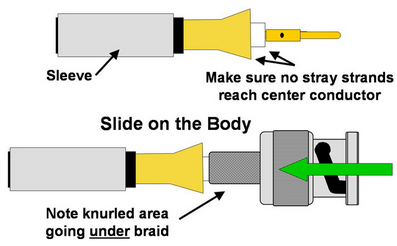 Sleeve
Make sure no stray strands
reach center conductor
Slide on the Body
Note knurled area
going under braid